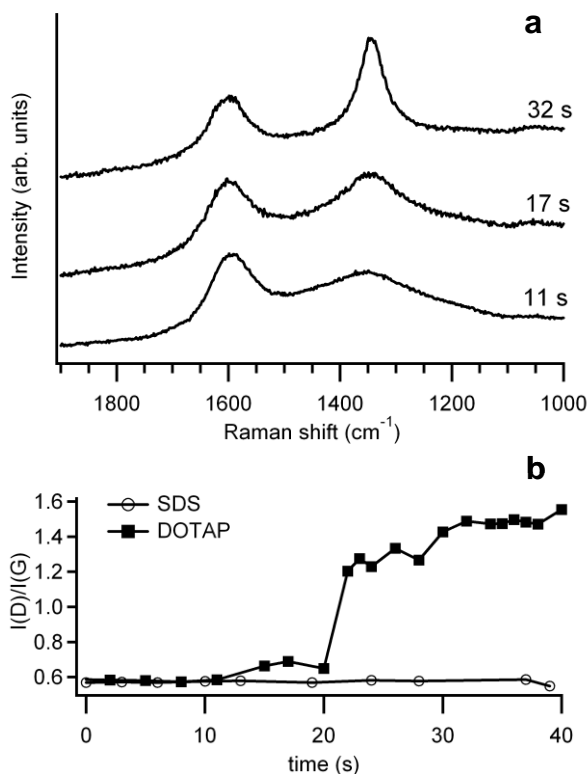 a
Intensity (arb. units)
32 s
17 s
11 s
1800 1600 1400 1200 1000
Raman shift (cm⁻¹)
b
SDS
DOTAP
I(D)/I(G)
1.6
1.4
1.2
1.0
0.8
0.6
0 10 20 30 40
time (s)